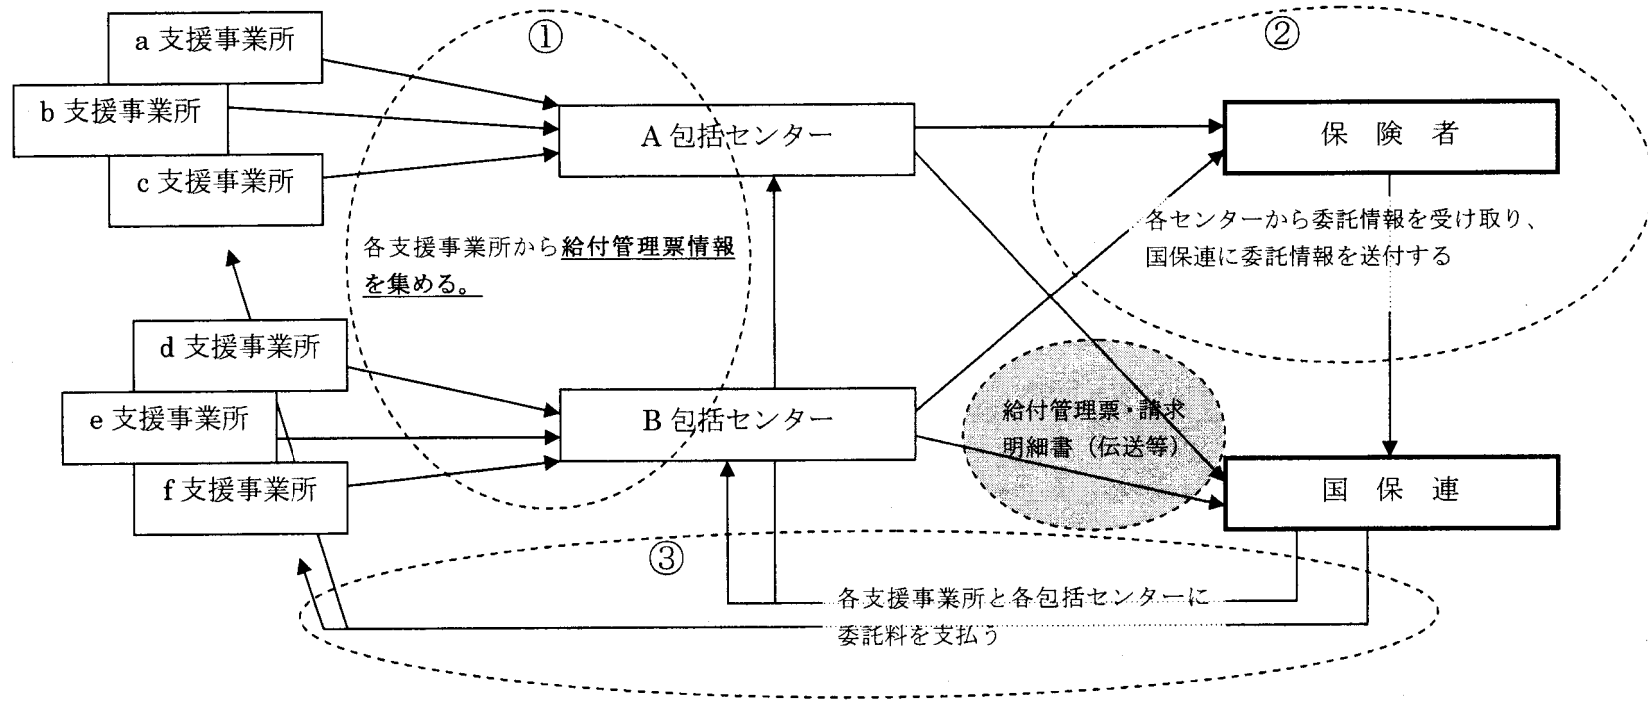 a 支援事業所
b 支援事業所
c 支援事業所
①
A 包括センター
②
保 険 者
各支援事業所から給付管理票情報
を集める。
各センターから委託情報を受け取り、
国保連に委託情報を送付する
d 支援事業所
e 支援事業所
f 支援事業所
B 包括センター
給付管理票・請求
明細書（伝送等）
国 保 連
③
各支援事業所と各包括センターに
委託料を支払う